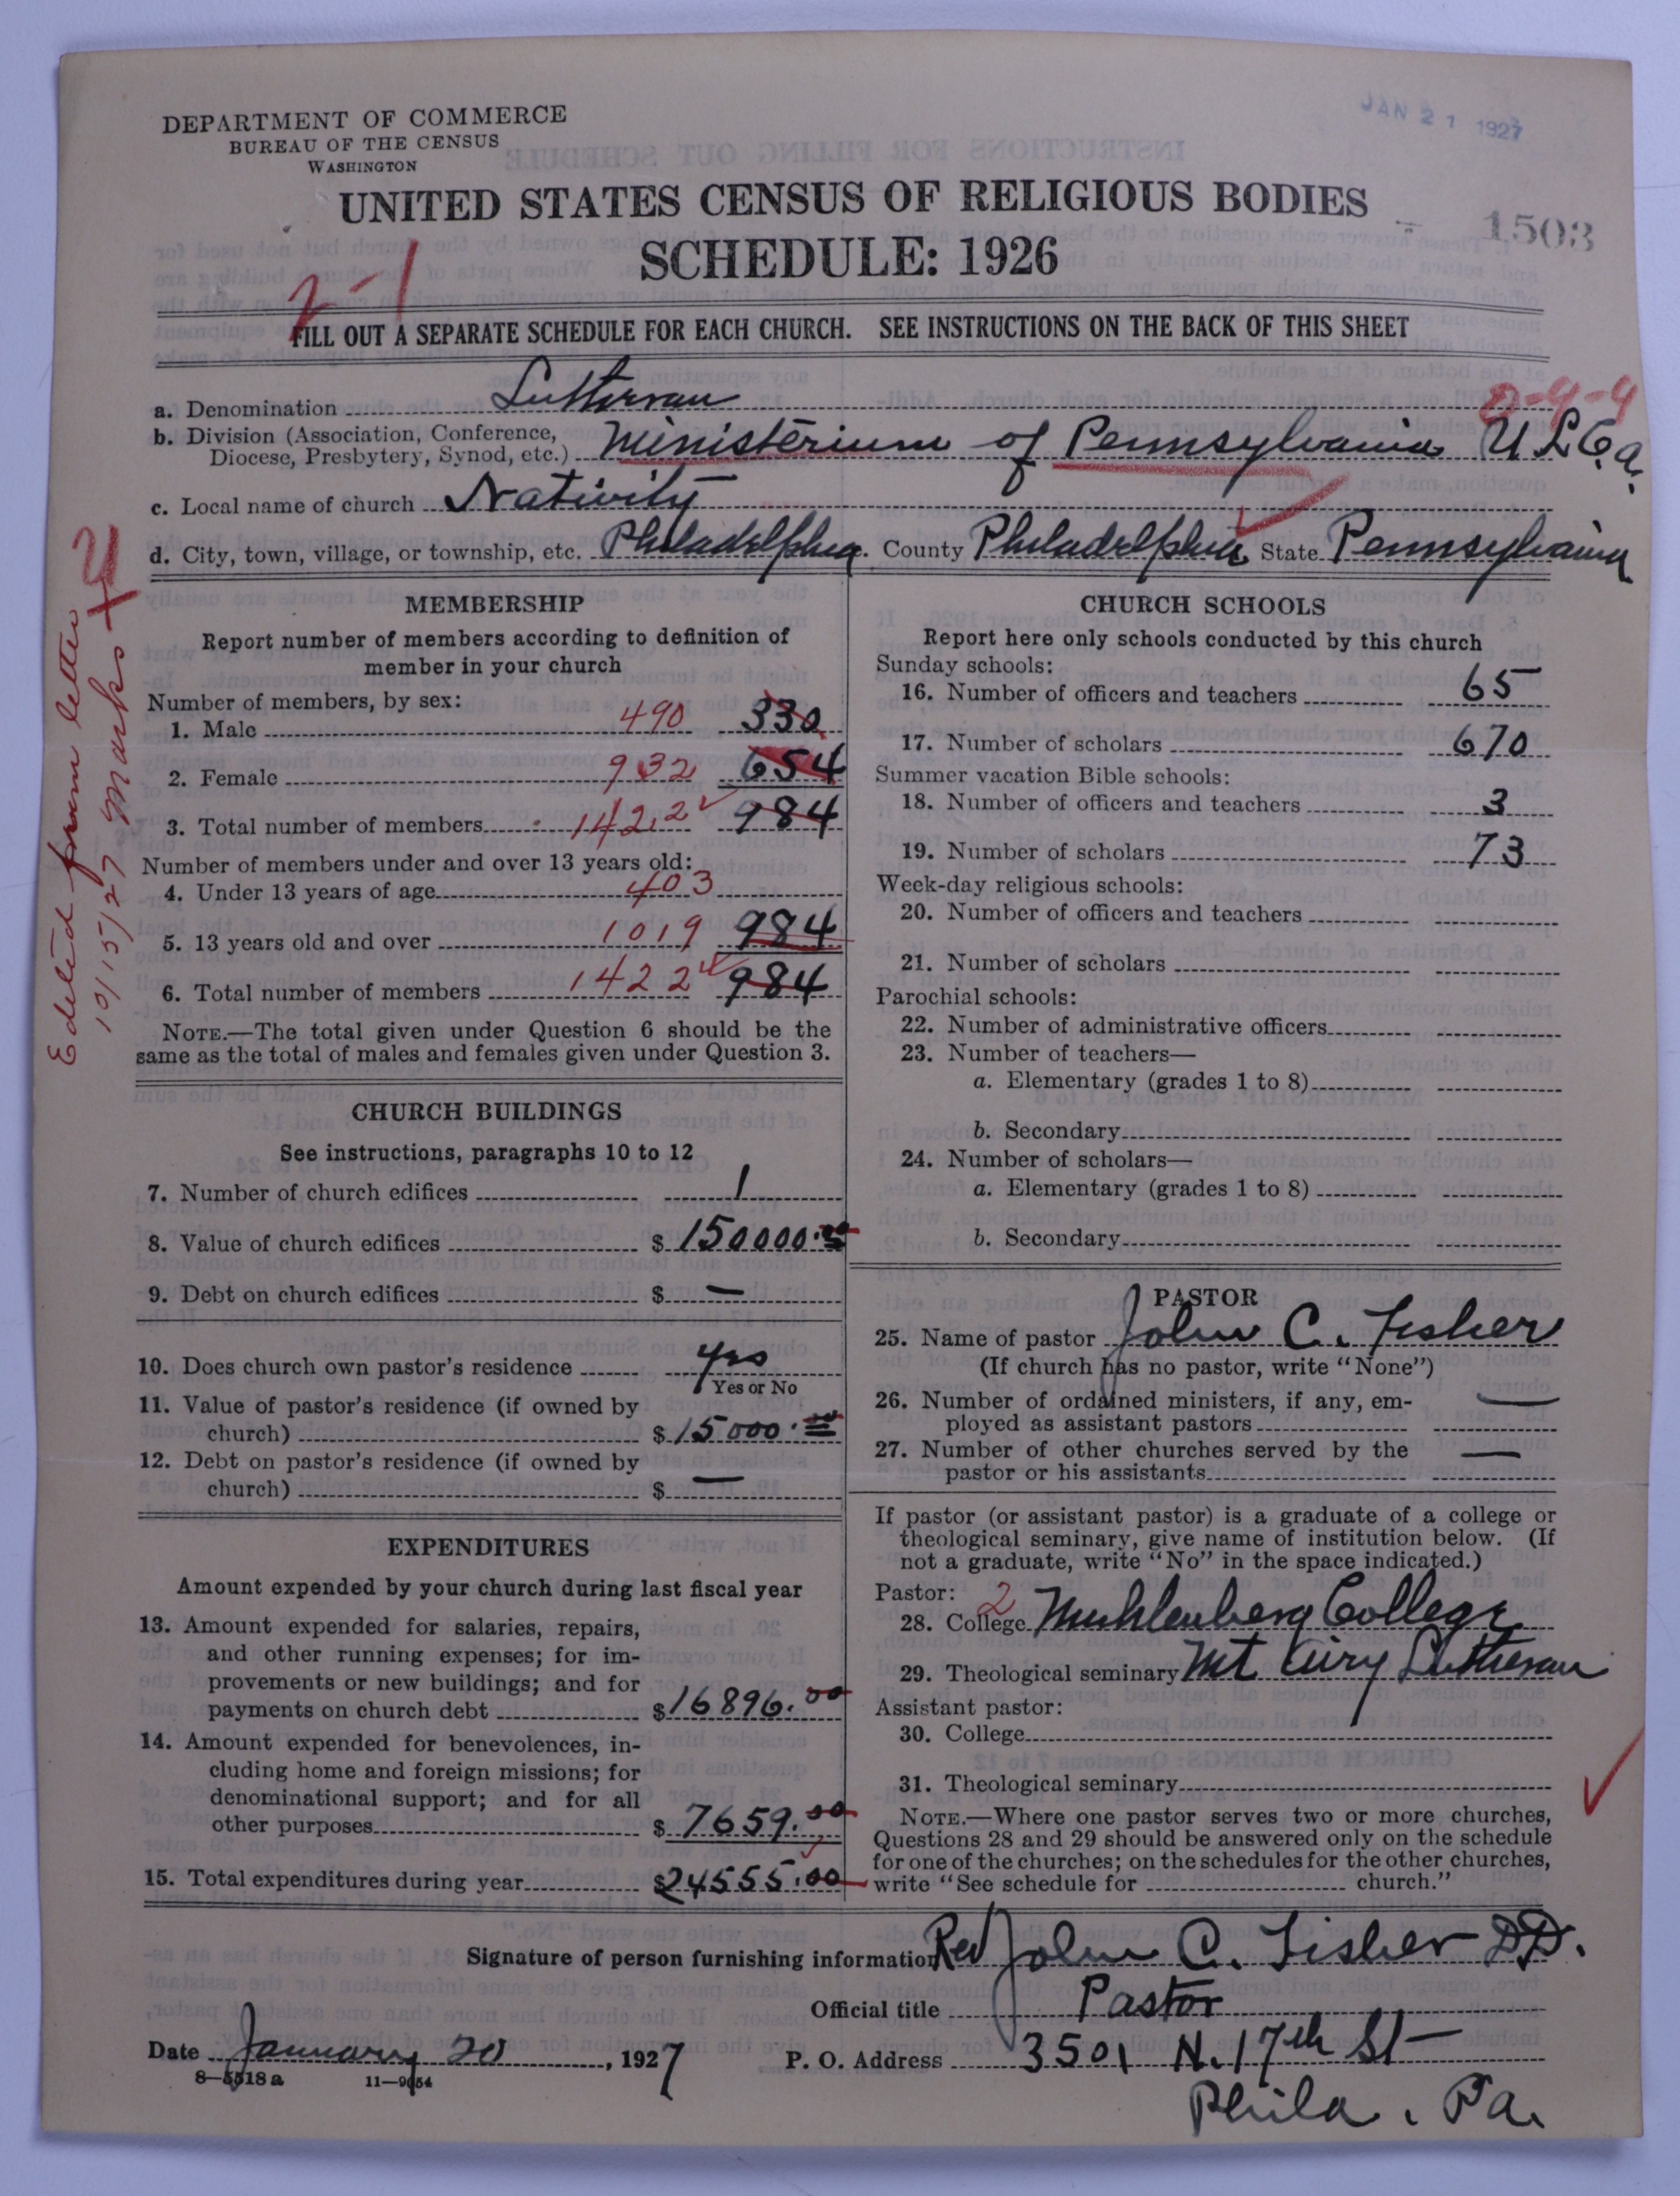 JAN 21 1927
DEPARTMENT OF COMMERCE
BUREAU OF THE CENSUS
WASHINGTON
UNITED STATES CENSUS OF RELIGIOUS BODIES
1503
SCHEDULE: 1926
2-1
FILL OUT A SEPARATE SCHEDULE FOR EACH CHURCH. SEE INSTRUCTIONS ON THE BACK OF THIS SHEET
a. Denomination Lutheran
0-4-4
b. Division (Association, Conference, Diocese, Presbytery, Synod, etc.) Ministerium of Pennsylvania U L C a.
c. Local name of church Nativity
d. City, town, village, or township, etc. Philadelphia. County Philadelphia State Pennsylvania
Edited from letter
10/15/27 Marks
MEMBERSHIP
Report number of members according to definition of
member in your church
Number of members, by sex:
1. Male 490 330
2. Female 932 654
3. Total number of members 1422 984
Number of members under and over 13 years old:
4. Under 13 years of age 403
5. 13 years old and over 1019 984
6. Total number of members 1422 984
NOTE.—The total given under Question 6 should be the
same as the total of males and females given under Question 3.
CHURCH BUILDINGS
See instructions, paragraphs 10 to 12
7. Number of church edifices 1
8. Value of church edifices $ 150000.00
9. Debt on church edifices $ —
10. Does church own pastor's residence yes
Yes or No
11. Value of pastor's residence (if owned by
church) $ 15000.00
12. Debt on pastor's residence (if owned by
church) $ —
EXPENDITURES
Amount expended by your church during last fiscal year
13. Amount expended for salaries, repairs,
and other running expenses; for im-
provements or new buildings; and for
payments on church debt $ 16896.00
14. Amount expended for benevolences, in-
cluding home and foreign missions; for
denominational support; and for all
other purposes $ 7659.00
15. Total expenditures during year $ 24555.00
CHURCH SCHOOLS
Report here only schools conducted by this church
Sunday schools:
16. Number of officers and teachers 65
17. Number of scholars 670
Summer vacation Bible schools:
18. Number of officers and teachers 3
19. Number of scholars 73
Week-day religious schools:
20. Number of officers and teachers
21. Number of scholars
Parochial schools:
22. Number of administrative officers
23. Number of teachers—
a. Elementary (grades 1 to 8)
b. Secondary
24. Number of scholars—
a. Elementary (grades 1 to 8)
b. Secondary
PASTOR
25. Name of pastor John C. Fisher
(If church has no pastor, write "None")
26. Number of ordained ministers, if any, em-
ployed as assistant pastors —
27. Number of other churches served by the
pastor or his assistants —
If pastor (or assistant pastor) is a graduate of a college or
theological seminary, give name of institution below. (If
not a graduate, write "No" in the space indicated.)
Pastor: 2
28. College Muhlenberg College
29. Theological seminary Mt Airy Lutheran
Assistant pastor:
30. College
31. Theological seminary
NOTE.—Where one pastor serves two or more churches,
Questions 28 and 29 should be answered only on the schedule
for one of the churches; on the schedules for the other churches,
write "See schedule for church."
Signature of person furnishing information Rev John C. Fisher D.D.
Official title Pastor
Date January 20, 1927 P. O. Address 3501 N. 17th St
8—5518a 11—9054
Phila. Pa.